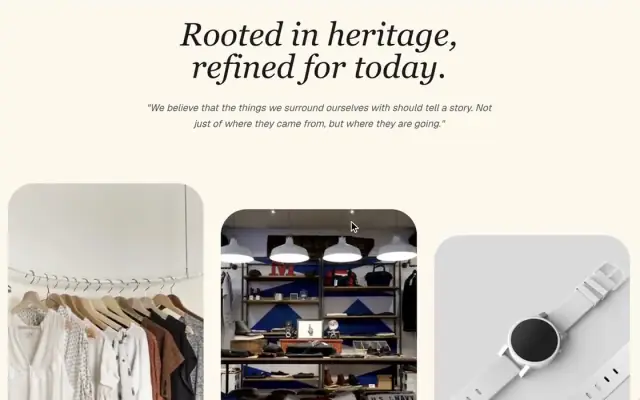 Rooted in heritage,
refined for today.
"We believe that the things we surround ourselves with should tell a story. Not
just of where they came from, but where they are going."